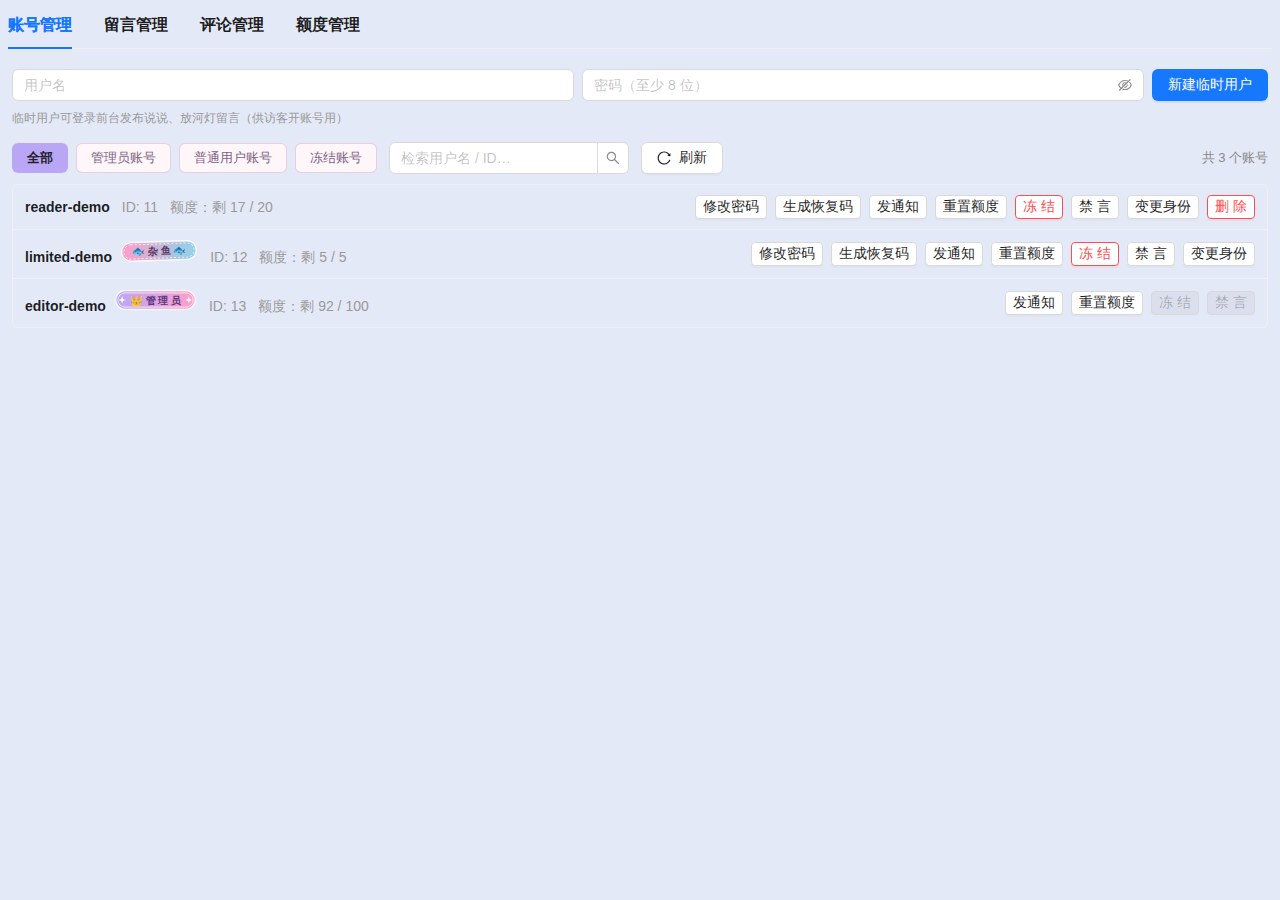 账号管理 留言管理 评论管理 额度管理
用户名 密码（至少 8 位） 新建临时用户
临时用户可登录前台发布说说、放河灯留言（供访客开账号用）
全部 管理员账号 普通用户账号 冻结账号 检索用户名 / ID... 刷新 共 3 个账号
reader-demo ID: 11 额度：剩 17 / 20 修改密码 生成恢复码 发通知 重置额度 冻 结 禁 言 变更身份 删 除
limited-demo 🐟杂鱼🐟 ID: 12 额度：剩 5 / 5 修改密码 生成恢复码 发通知 重置额度 冻 结 禁 言 变更身份
editor-demo 👑管理员 ID: 13 额度：剩 92 / 100 发通知 重置额度 冻 结 禁 言